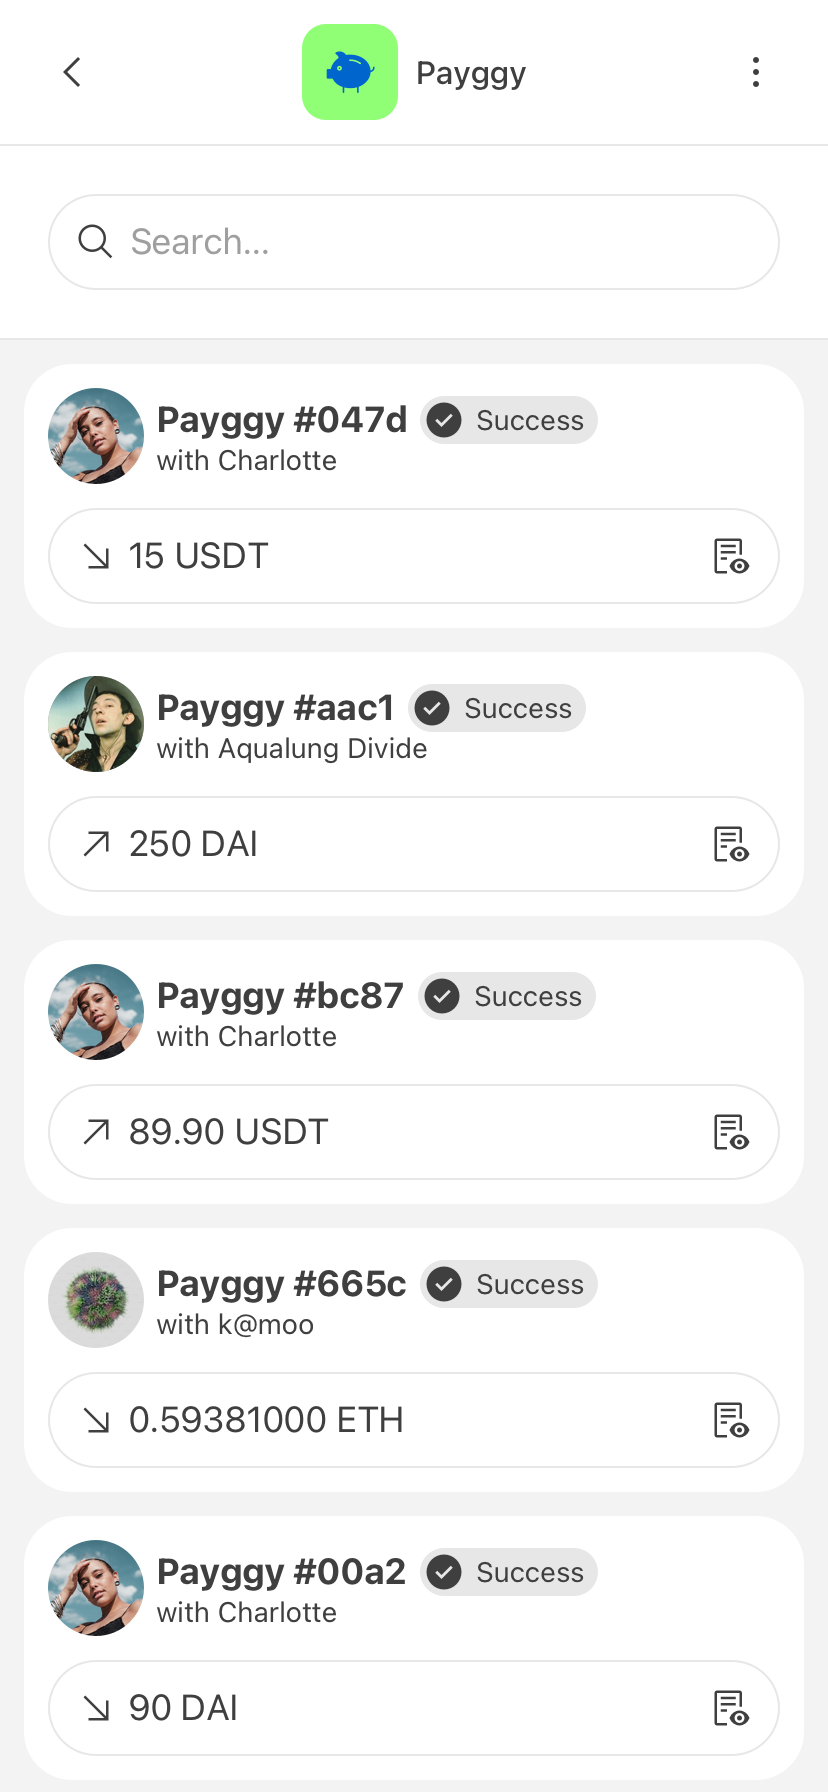 Payggy
Search...
Payggy #047d Success
with Charlotte
15 USDT
Payggy #aac1 Success
with Aqualung Divide
250 DAI
Payggy #bc87 Success
with Charlotte
89.90 USDT
Payggy #665c Success
with k@moo
0.59381000 ETH
Payggy #00a2 Success
with Charlotte
90 DAI